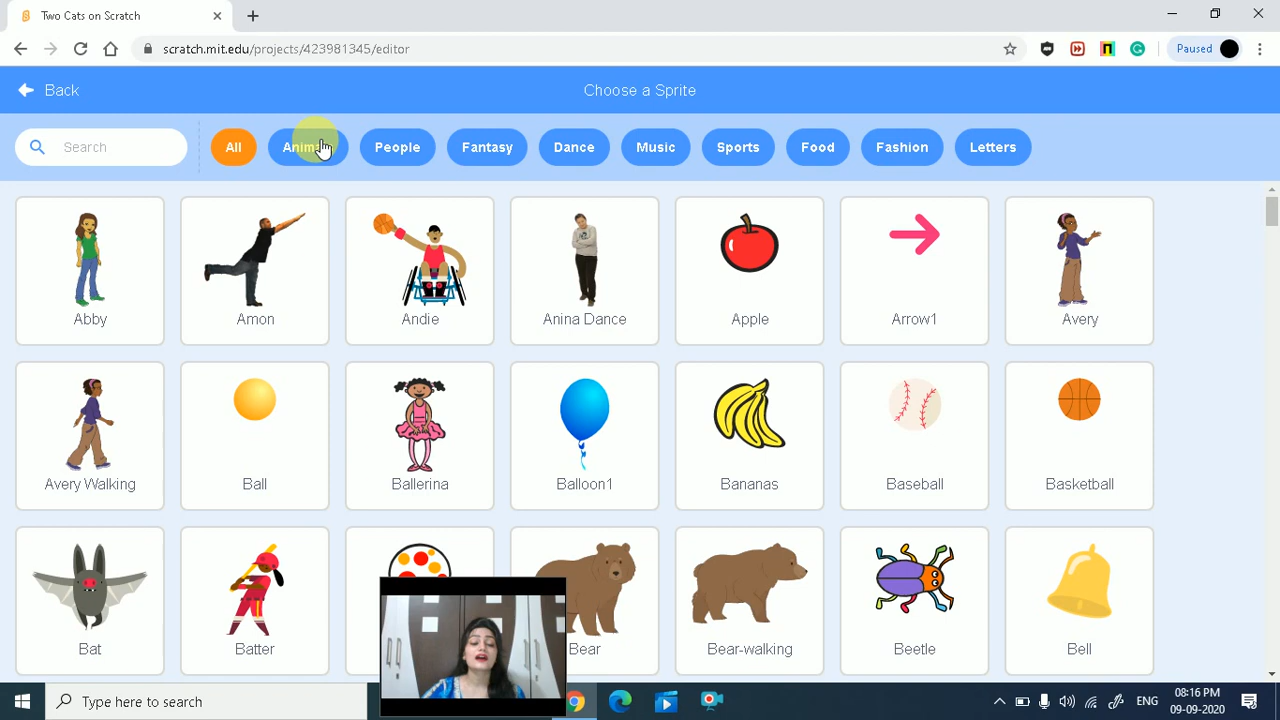 Two Cats on Scratch
scratch.mit.edu/projects/423981345/editor
Paused
Back
Choose a Sprite
Search
All
People
Fantasy
Dance
Music
Sports
Food
Fashion
Letters
Abby
Amon
Andie
Anina Dance
Apple
Arrow1
Avery
Avery Walking
Ball
Ballerina
Balloon1
Bananas
Baseball
Basketball
Bat
Batter
Bear
Bear-walking
Beetle
Bell
Type here to search
ENG
08:16 PM
09-09-2020